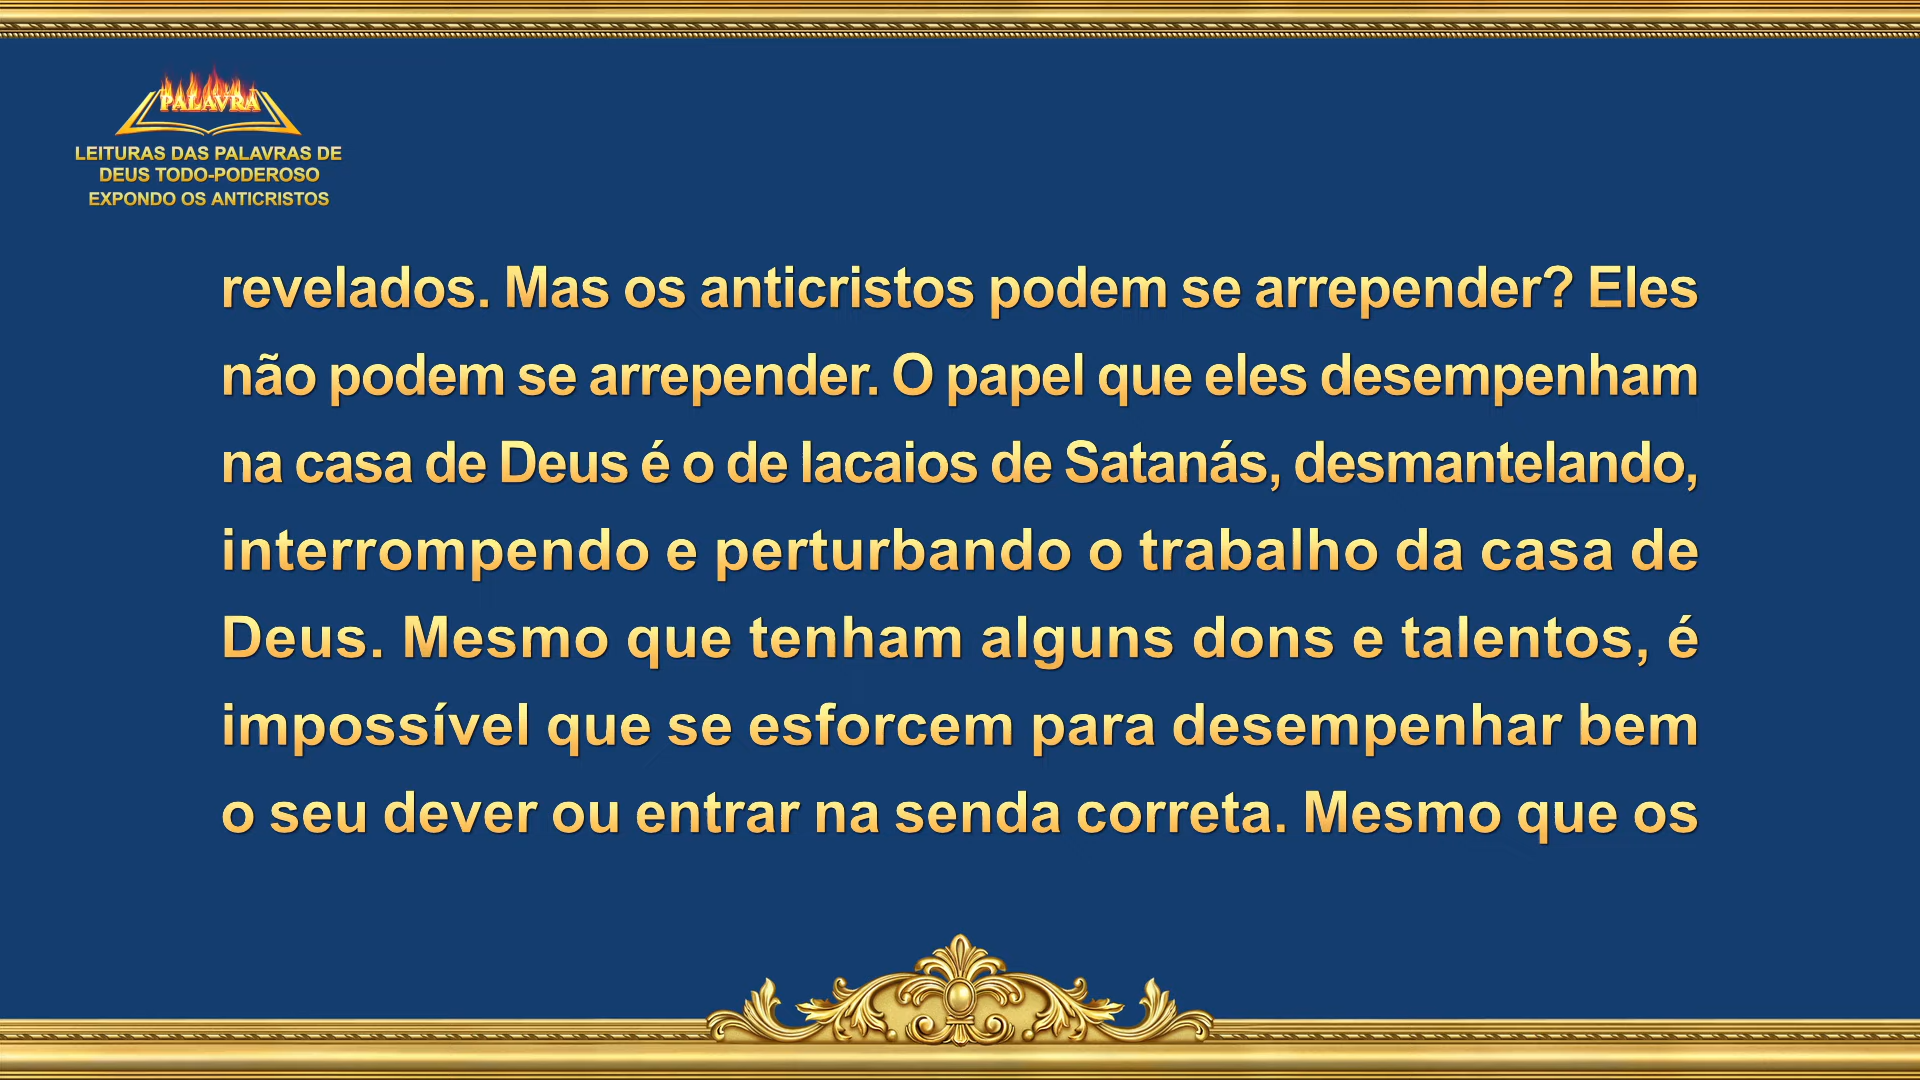 PALAVRA
LEITURAS DAS PALAVRAS DE
DEUS TODO-PODEROSO
EXPONDO OS ANTICRISTOS
revelados. Mas os anticristos podem se arrepender? Eles
não podem se arrepender. O papel que eles desempenham
na casa de Deus é o de lacaios de Satanás, desmantelando,
interrompendo e perturbando o trabalho da casa de
Deus. Mesmo que tenham alguns dons e talentos, é
impossível que se esforcem para desempenhar bem
o seu dever ou entrar na senda correta. Mesmo que os